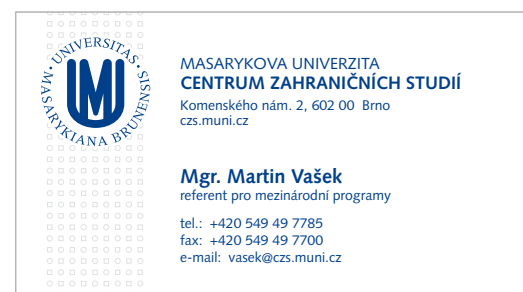 UNIVERSITAS · MASARYKIANA BRUNENSIS ·
MU
MASARYKOVA UNIVERZITA
CENTRUM ZAHRANIČNÍCH STUDIÍ
Komenského nám. 2, 602 00 Brno
czs.muni.cz
Mgr. Martin Vašek
referent pro mezinárodní programy
tel.: +420 549 49 7785
fax: +420 549 49 7700
e-mail: vasek@czs.muni.cz